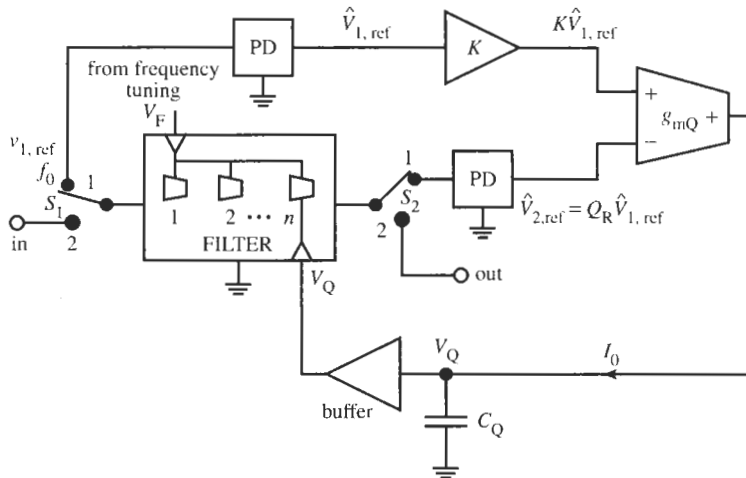 PD
V̂1, ref
K
KV̂1, ref
from frequency
tuning
VF
+
gmQ +
−
v1, ref
f0
1
S1
in
2
1
2
•••
n
FILTER
VQ
1
S2
2
PD
V̂2,ref = QR V̂1, ref
out
buffer
VQ
I0
CQ